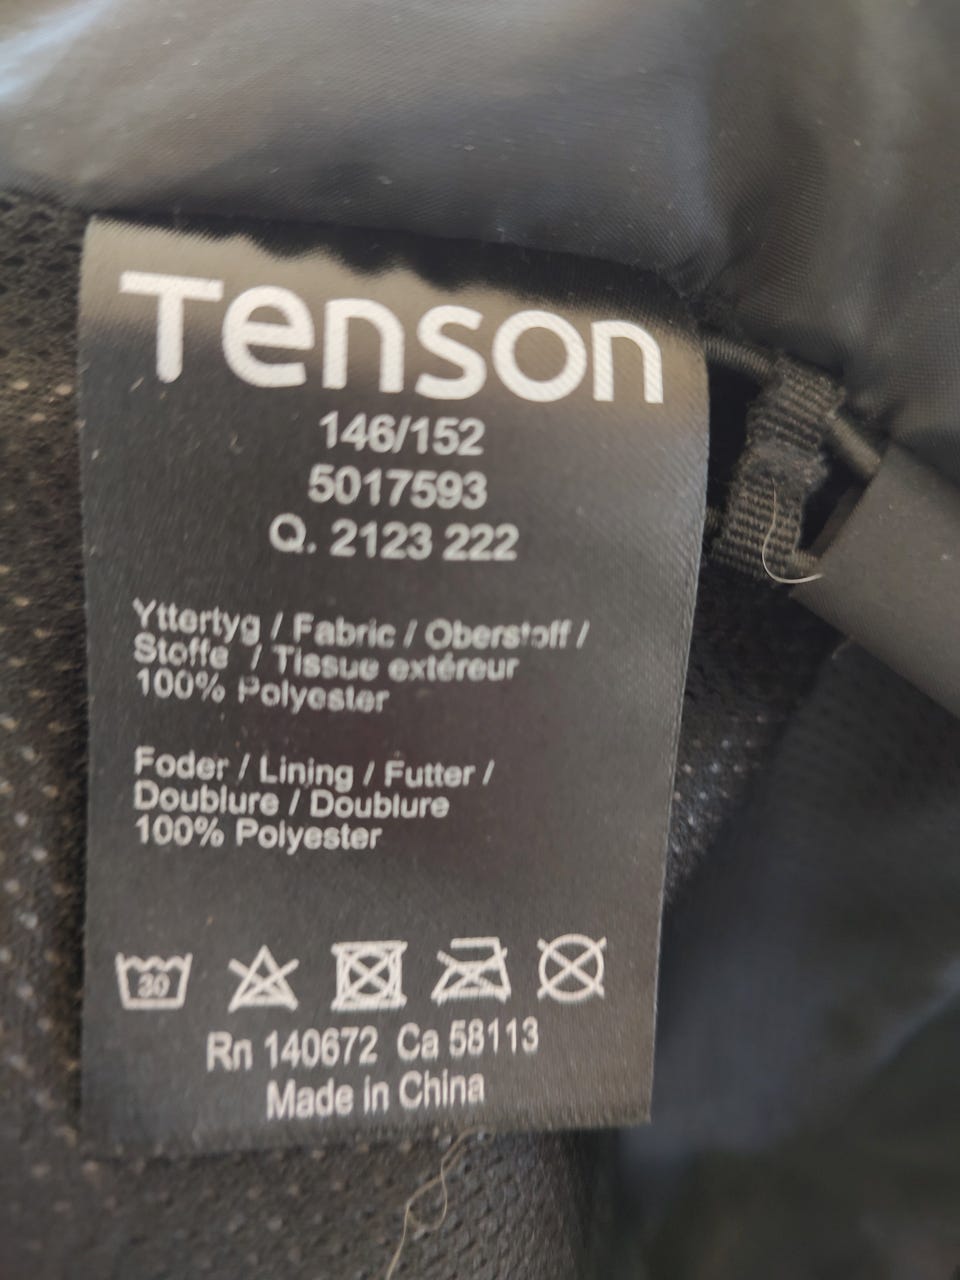 Tenson
146/152
5017593
Q. 2123 222
Yttertyg / Fabric / Oberstoff /
Stoffe / Tissue extéreur
100% Polyester
Foder / Lining / Futter /
Doublure / Doublure
100% Polyester
30
Rn 140672 Ca 58113
Made in China